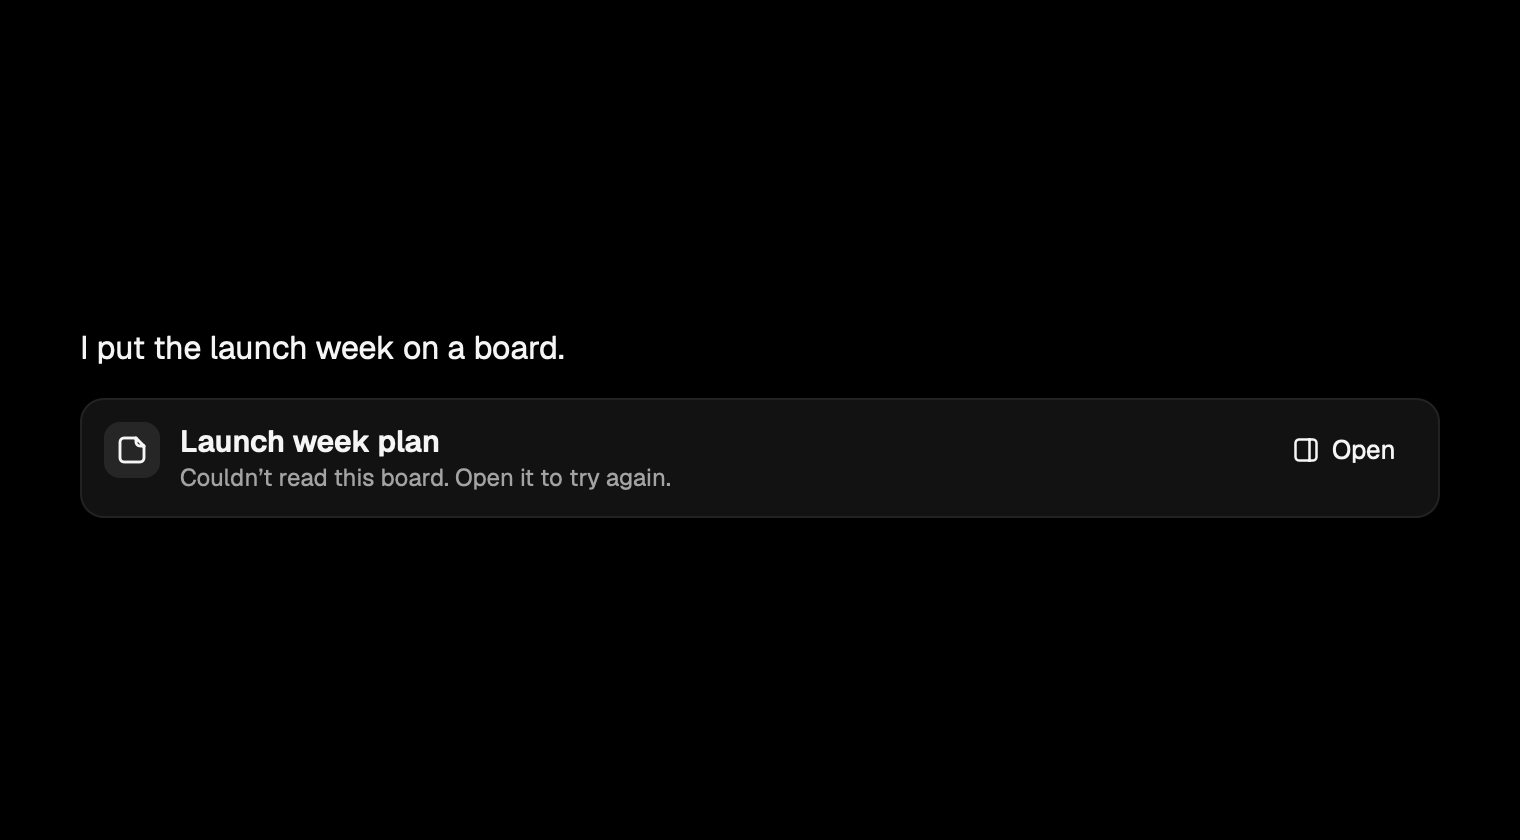 I put the launch week on a board.
Launch week plan
Open
Couldn’t read this board. Open it to try again.